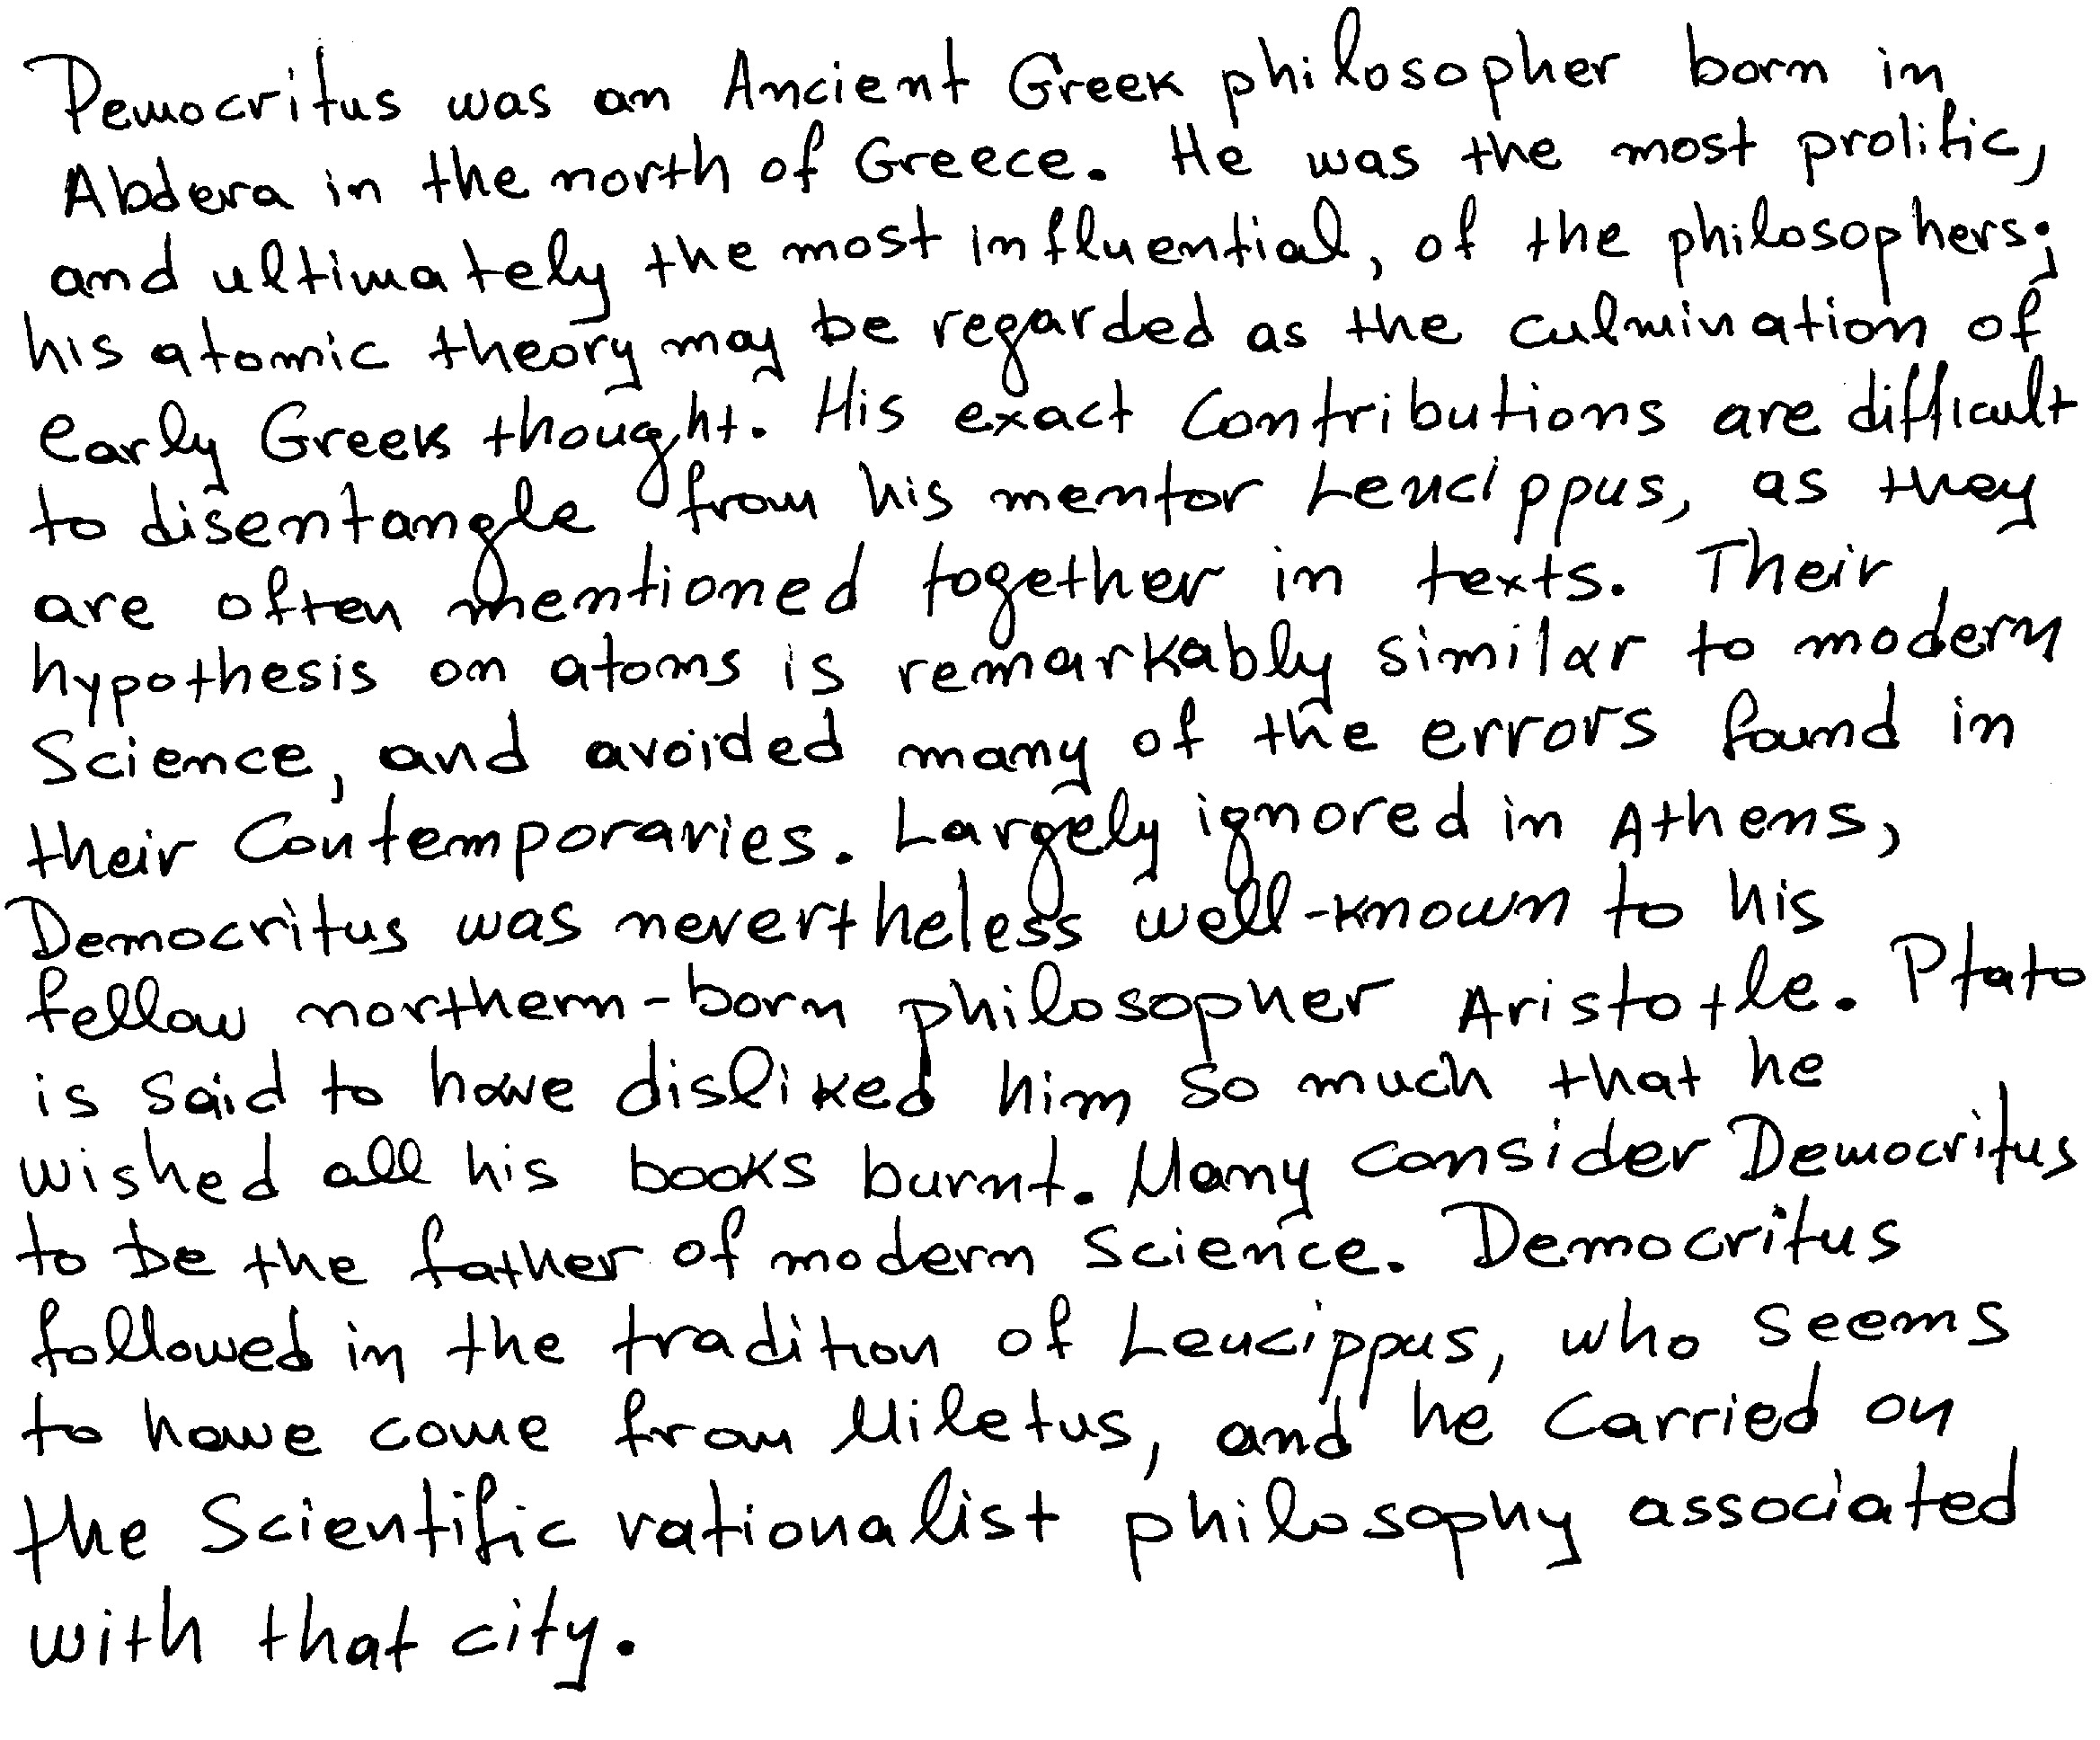 Democritus was an Ancient Greek philosopher born in
Abdera in the north of Greece. He was the most prolific,
and ultimately the most influential, of the philosophers;
his atomic theory may be regarded as the culmination of
early Greek thought. His exact contributions are difficult
to disentangle from his mentor Leucippus, as they
are often mentioned together in texts. Their
hypothesis on atoms is remarkably similar to modern
Science, and avoided many of the errors found in
their contemporaries. Largely ignored in Athens,
Democritus was nevertheless well-known to his
fellow northern-born philosopher Aristotle. Plato
is said to have disliked him so much that he
wished all his books burnt. Many consider Democritus
to be the father of modern science. Democritus
followed in the tradition of Leucippus, who seems
to have come from Miletus, and he carried on
the scientific rationalist philosophy associated
with that city.